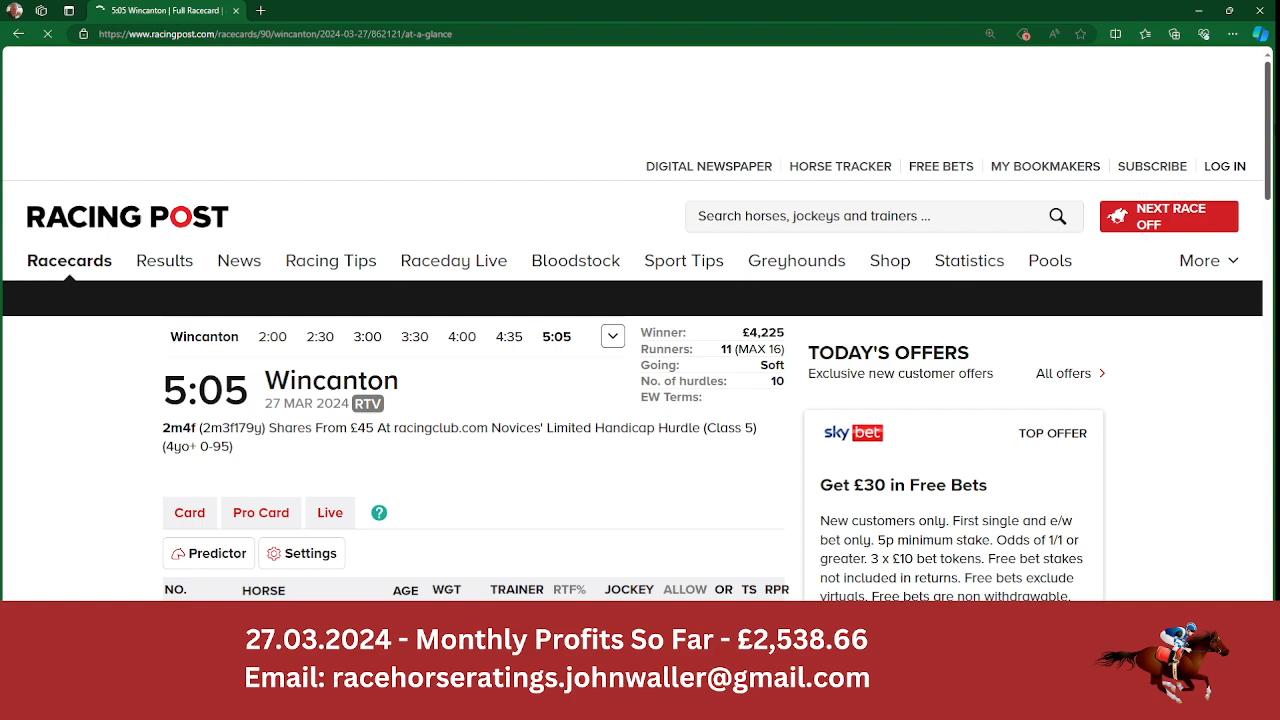 5:05 Wincanton | Full Racecard |
https://www.racingpost.com/racecards/90/wincanton/2024-03-27/862121/at-a-glance
DIGITAL NEWSPAPER HORSE TRACKER FREE BETS MY BOOKMAKERS SUBSCRIBE LOG IN
RACING POST
Search horses, jockeys and trainers ...
NEXT RACE
OFF
Racecards Results News Racing Tips Raceday Live Bloodstock Sport Tips Greyhounds Shop Statistics Pools More
Wincanton 2:00 2:30 3:00 3:30 4:00 4:35 5:05
Winner: £4,225
Runners: 11 (MAX 16)
Going: Soft
No. of hurdles: 10
EW Terms:
5:05 Wincanton
27 MAR 2024 RTV
2m4f (2m3f179y) Shares From £45 At racingclub.com Novices' Limited Handicap Hurdle (Class 5)
(4yo+ 0-95)
Card Pro Card Live ?
Predictor Settings
NO. HORSE AGE WGT TRAINER RTF% JOCKEY ALLOW OR TS RPR
TODAY'S OFFERS
Exclusive new customer offers All offers
sky bet TOP OFFER
Get £30 in Free Bets
New customers only. First single and e/w
bet only. 5p minimum stake. Odds of 1/1 or
greater. 3 x £10 bet tokens. Free bet stakes
not included in returns. Free bets exclude
virtuals. Free bets are non withdrawable.
27.03.2024 - Monthly Profits So Far - £2,538.66
Email: racehorseratings.johnwaller@gmail.com